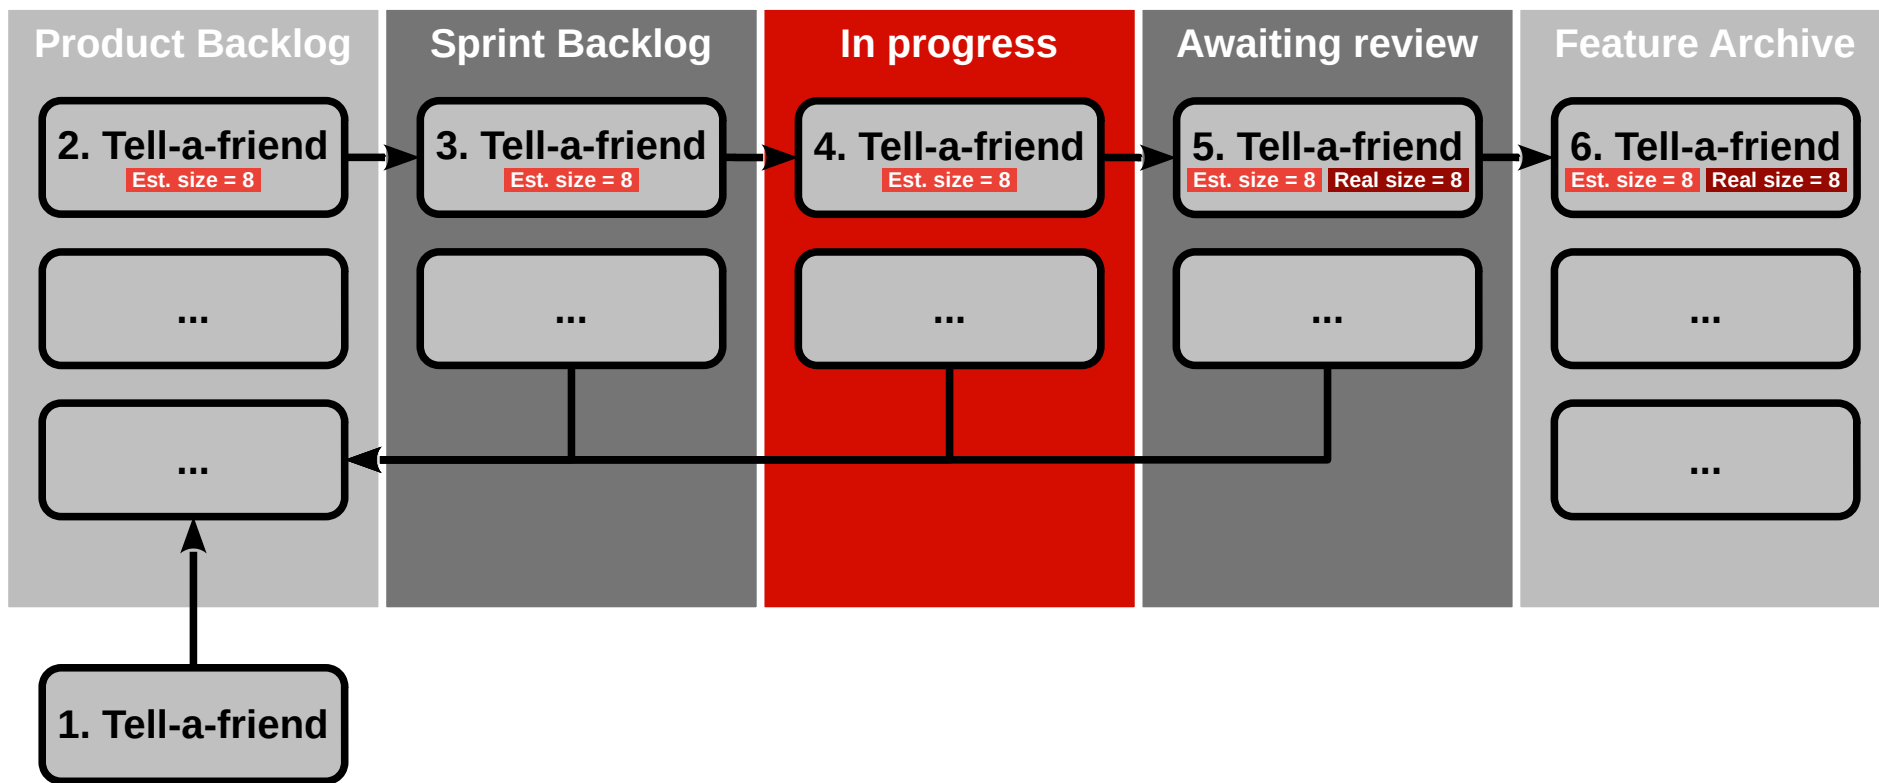 Product Backlog
Sprint Backlog
In progress
Awaiting review
Feature Archive
2. Tell-a-friend
Est. size = 8
3. Tell-a-friend
Est. size = 8
4. Tell-a-friend
Est. size = 8
5. Tell-a-friend
Est. size = 8 Real size = 8
6. Tell-a-friend
Est. size = 8 Real size = 8
...
...
...
...
...
...
...
1. Tell-a-friend